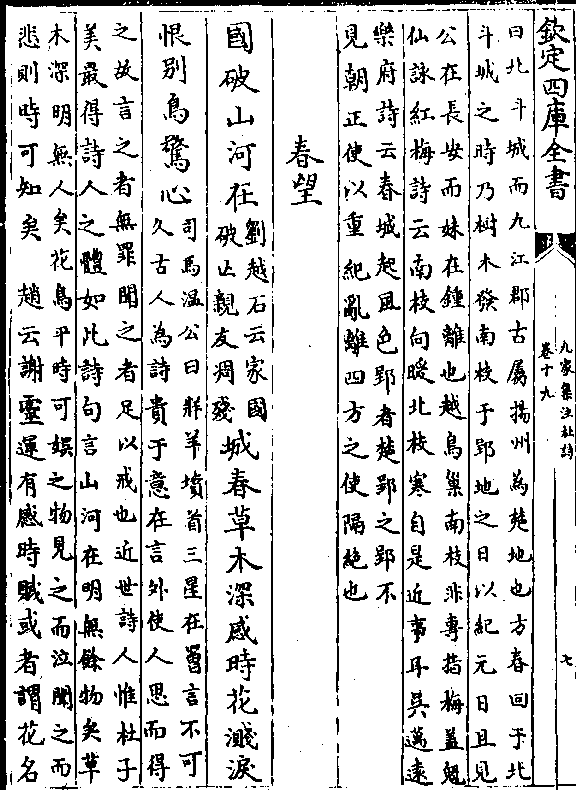 欽定四庫全書
九家集注杜詩
卷十九
七
曰北斗城而九江郡古屬揚州為楚地也方春回于北
斗城之時乃樹木發南枝于郢地之日以紀元日且見
公在長安而妹在鍾離也越鳥巢南枝非專指梅蓋魁
仙詠紅梅詩云南枝向暖北枝寒自是近事耳吳邁遠
樂府詩云春城起風色郢者楚郢之郢不
見朝正使以重紀亂離四方之使隔絶也
春望
國破山河在劉越石云家國
破亡親友凋殘城春草木深感時花濺淚
恨别鳥驚心司馬温公曰牂羊墳首三星在罶言不可
久古人為詩貴于意在言外使人思而得
之故言之者無罪聞之者足以戒也近世詩人惟杜子
美最得詩人之體如此詩句言山河在明無餘物矣草
木深明無人矣花鳥平時可娱之物見之而泣聞之而
悲則時可知矣 趙云謝靈運有感時賦或者謂花名